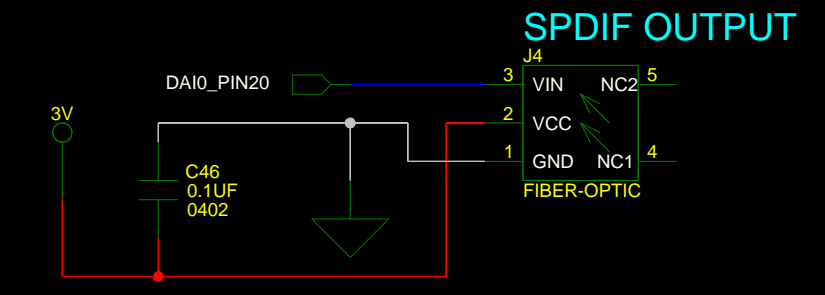 SPDIF OUTPUT
J4
DAI0_PIN20
3 VIN NC2 5
3V
2 VCC
1 GND NC1 4
C46
0.1UF
0402
FIBER-OPTIC